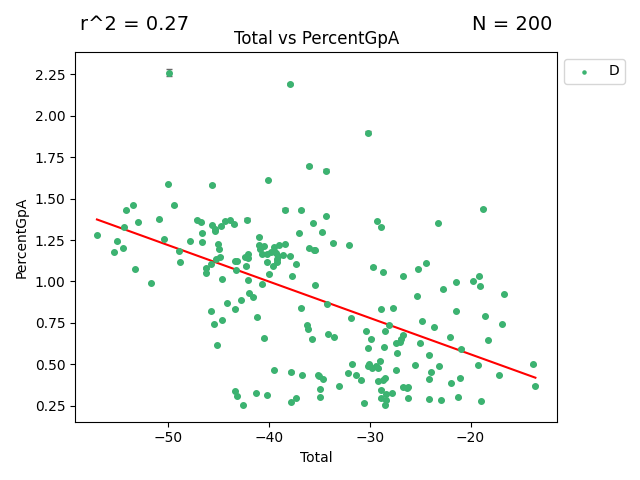 r^2 = 0.27
N = 200
Total vs PercentGpA
D
PercentGpA
2.25
2.00
1.75
1.50
1.25
1.00
0.75
0.50
0.25
−50
−40
−30
−20
Total